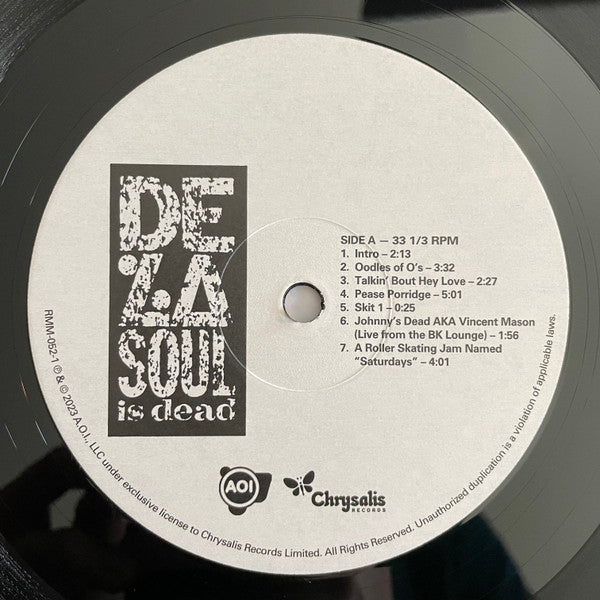 DE
LA
SOUL
is dead
SIDE A — 33 1/3 RPM
1. Intro – 2:13
2. Oodles of O's – 3:32
3. Talkin' Bout Hey Love – 2:27
4. Pease Porridge – 5:01
5. Skit 1 – 0:25
6. Johnny's Dead AKA Vincent Mason
(Live from the BK Lounge) – 1:56
7. A Roller Skating Jam Named
"Saturdays" – 4:01
AOI
Chrysalis
RECORDS
RMM-052-1 ℗ & © 2023 A.O.I., LLC under exclusive license to Chrysalis Records Limited. All Rights Reserved. Unauthorized duplication is a violation of applicable laws.